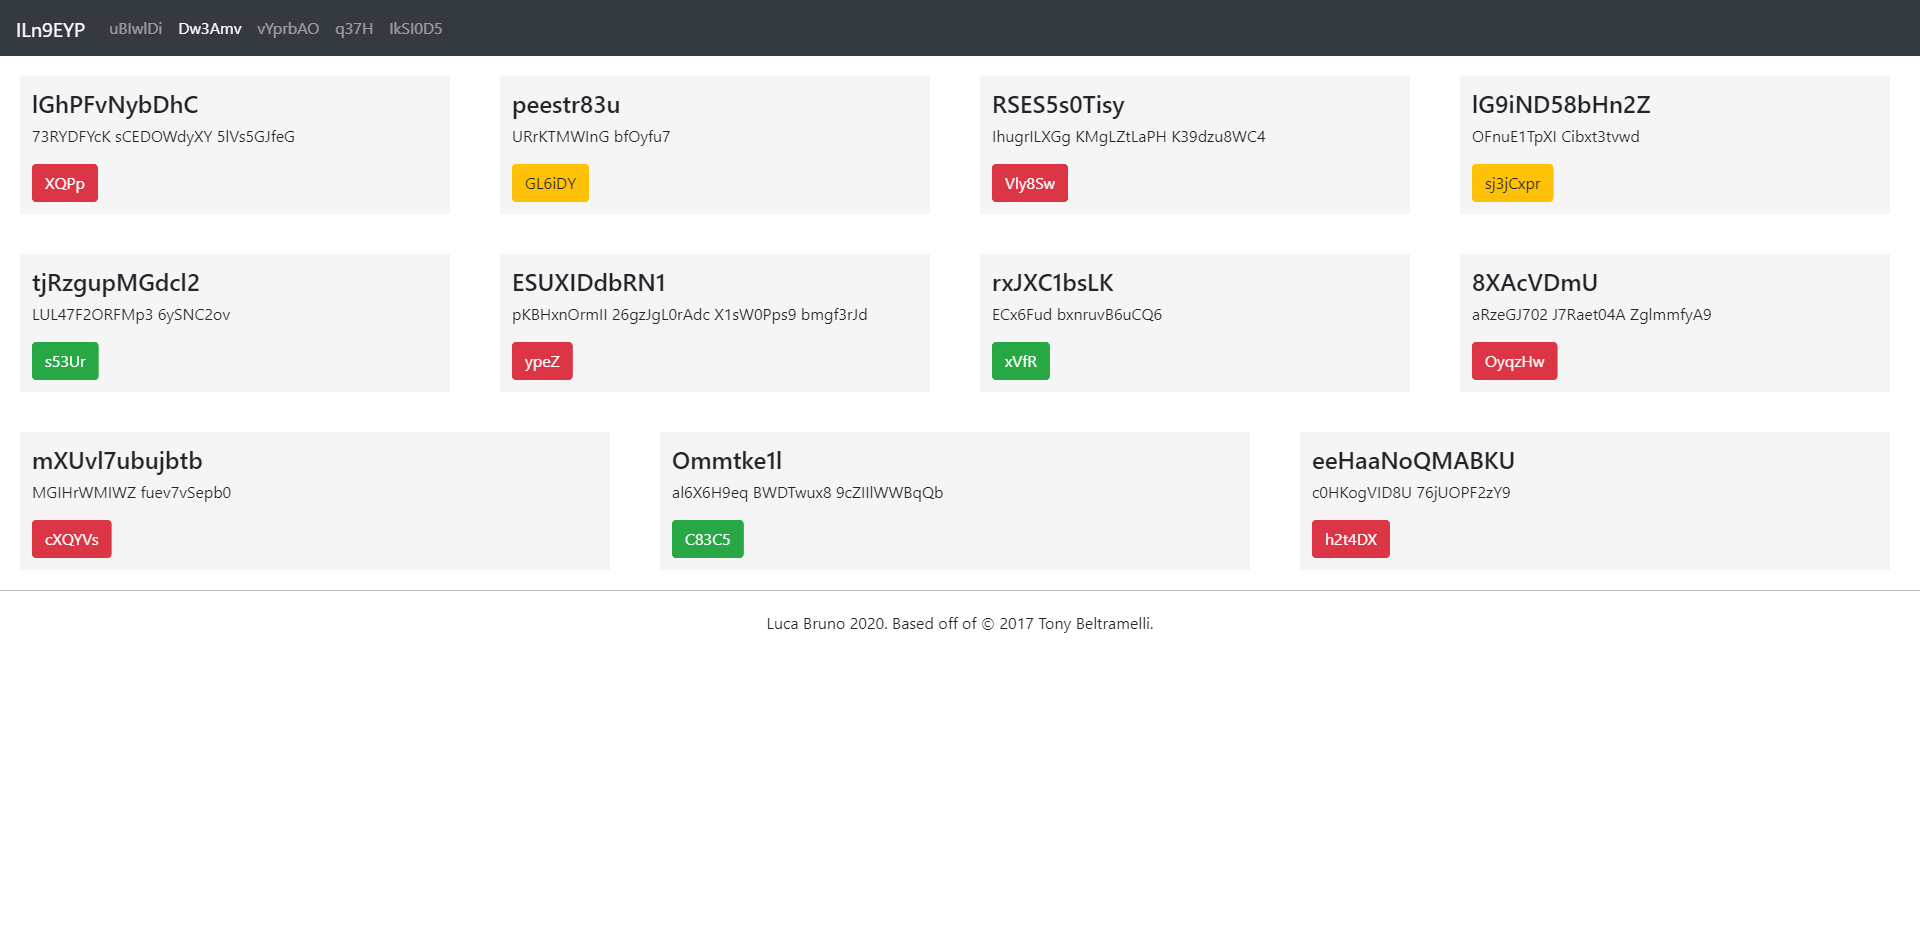 ILn9EYP uBIwlDi Dw3Amv vYprbAO q37H IkSI0D5
lGhPFvNybDhC
73RYDFYcK sCEDOWdyXY 5lVs5GJfeG
XQPp
peestr83u
URrKTMWInG bfOyfu7
GL6iDY
RSES5s0Tisy
IhugrILXGg KMgLZtLaPH K39dzu8WC4
Vly8Sw
lG9iND58bHn2Z
OFnuE1TpXI Cibxt3tvwd
sj3jCxpr
tjRzgupMGdcl2
LUL47F2ORFMp3 6ySNC2ov
s53Ur
ESUXIDdbRN1
pKBHxnOrmII 26gzJgL0rAdc X1sW0Pps9 bmgf3rJd
ypeZ
rxJXC1bsLK
ECx6Fud bxnruvB6uCQ6
xVfR
8XAcVDmU
aRzeGJ702 J7Raet04A ZglmmfyA9
OyqzHw
mXUvl7ubujbtb
MGIHrWMIWZ fuev7vSepb0
cXQYVs
Ommtke1l
al6X6H9eq BWDTwux8 9cZIIlWWBqQb
C83C5
eeHaaNoQMABKU
c0HKogVID8U 76jUOPF2zY9
h2t4DX
Luca Bruno 2020. Based off of © 2017 Tony Beltramelli.